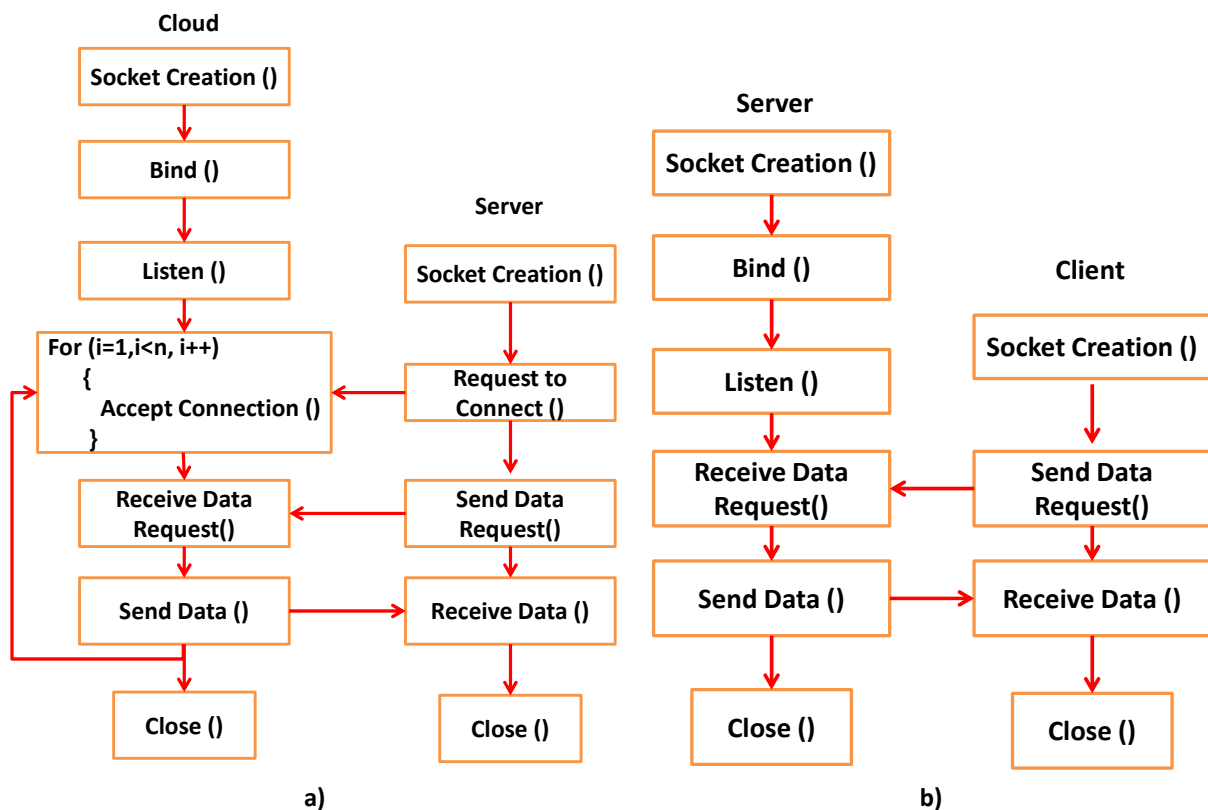 Cloud
Socket Creation ()
Bind ()
Listen ()
For (i=1,i<n, i++)
{
Accept Connection ()
}
Receive Data
Request()
Send Data ()
Close ()
Server
Socket Creation ()
Request to
Connect ()
Send Data
Request()
Receive Data ()
Close ()
a)
Server
Socket Creation ()
Bind ()
Listen ()
Receive Data
Request()
Send Data ()
Close ()
Client
Socket Creation ()
Send Data
Request()
Receive Data ()
Close ()
b)